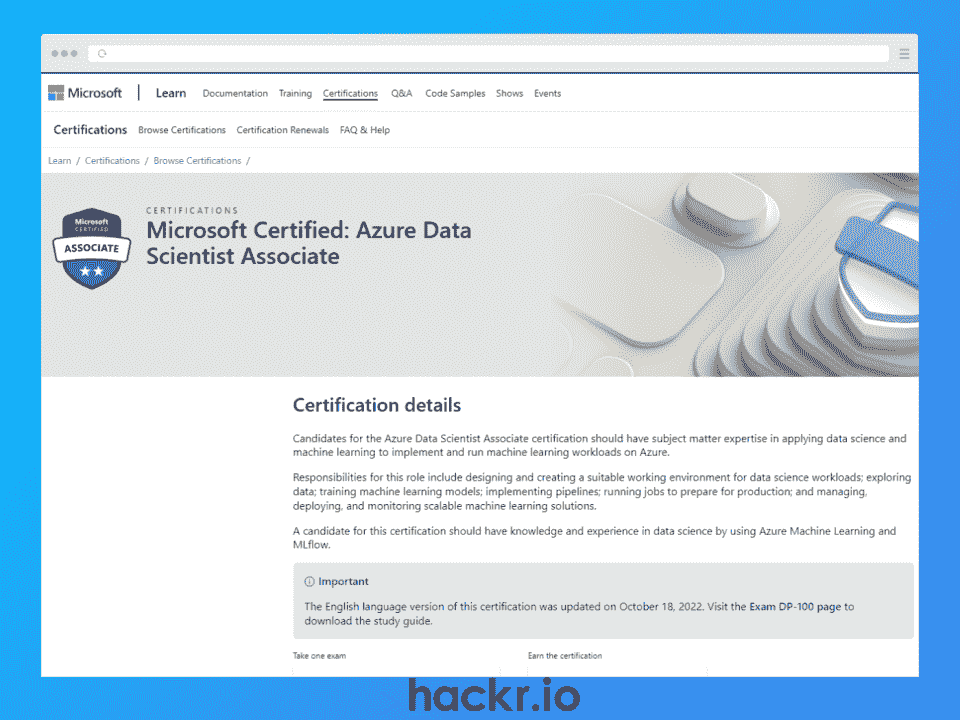 Microsoft | Learn Documentation Training Certifications Q&A Code Samples Shows Events
Certifications Browse Certifications Certification Renewals FAQ & Help
Learn / Certifications / Browse Certifications /
Microsoft
CERTIFIED
ASSOCIATE
CERTIFICATIONS
Microsoft Certified: Azure Data
Scientist Associate
Certification details
Candidates for the Azure Data Scientist Associate certification should have subject matter expertise in applying data science and
machine learning to implement and run machine learning workloads on Azure.
Responsibilities for this role include designing and creating a suitable working environment for data science workloads; exploring
data; training machine learning models; implementing pipelines; running jobs to prepare for production; and managing,
deploying, and monitoring scalable machine learning solutions.
A candidate for this certification should have knowledge and experience in data science by using Azure Machine Learning and
MLflow.
Important
The English language version of this certification was updated on October 18, 2022. Visit the Exam DP-100 page to
download the study guide.
Take one exam Earn the certification
hackr.io